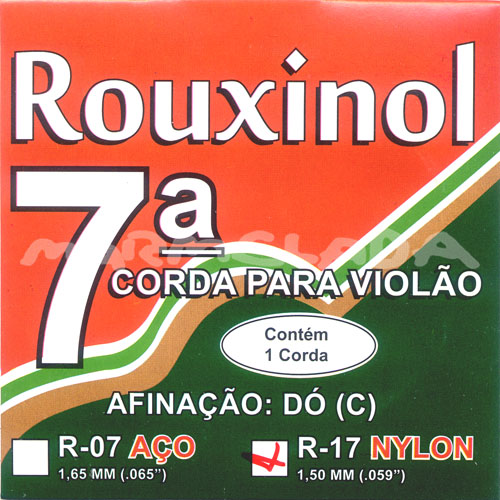 Rouxinol
7ª
MARMELADA
CORDA PARA VIOLÃO
Contém
1 Corda
AFINAÇÃO: DÓ (C)
R-07 AÇO
1,65 MM (.065”)
R-17 NYLON
1,50 MM (.059”)